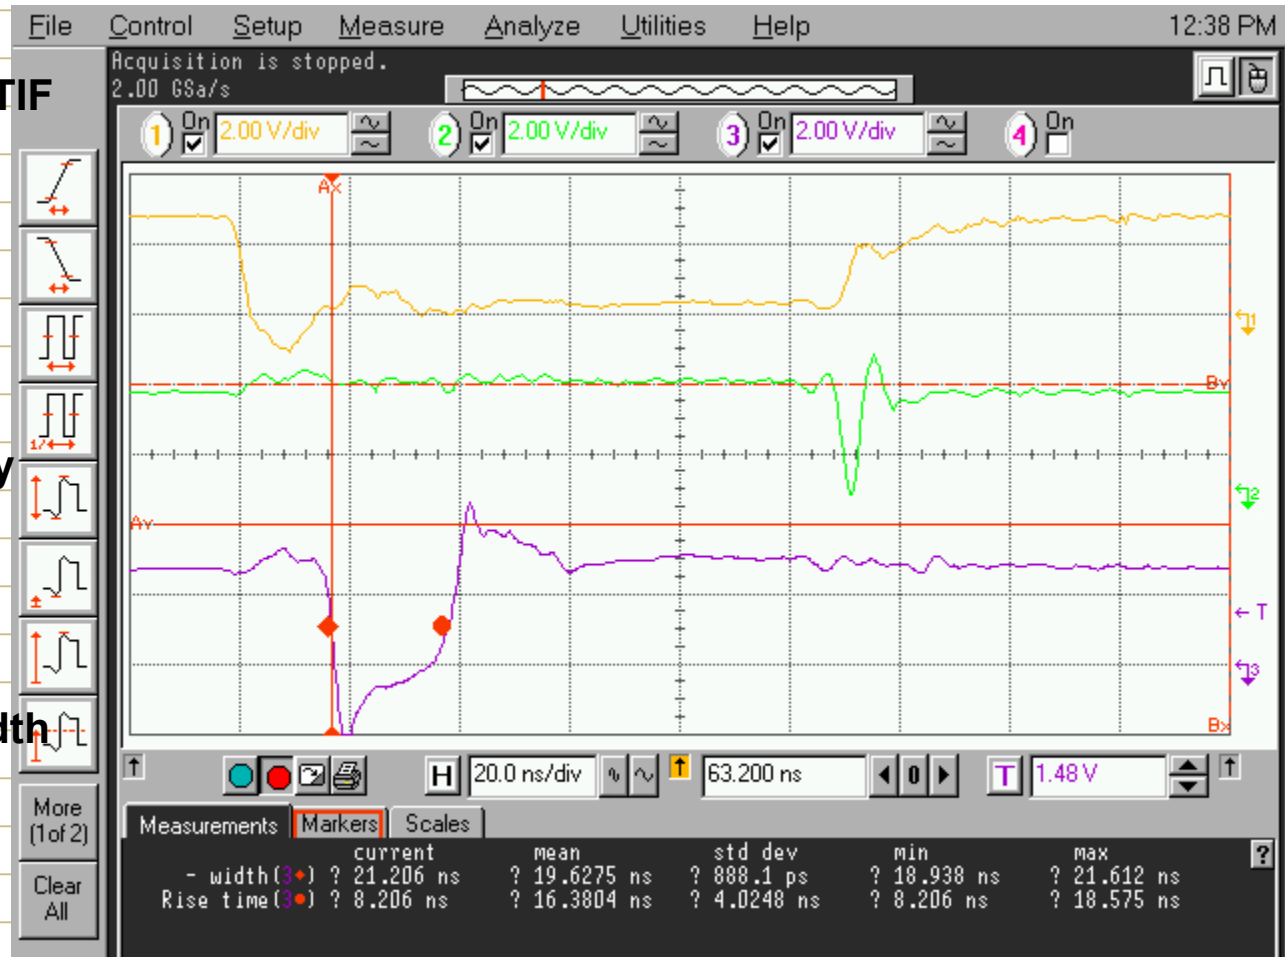 File Control Setup Measure Analyze Utilities Help 12:38 PM
Acquisition is stopped.
2.00 GSa/s
TIF
1 On 2.00 V/div 2 On 2.00 V/div 3 On 2.00 V/div 4 On
Ax
1
By
y
2
Ay
T
3
1/
dth
Bx
H 20.0 ns/div 63.200 ns 0 T 1.48 V
More
(1of 2)
Clear
All
Measurements Markers Scales
current mean std dev min max ?
- width(3) ? 21.206 ns ? 19.6275 ns ? 888.1 ps ? 18.938 ns ? 21.612 ns
Rise time(3) ? 8.206 ns ? 16.3804 ns ? 4.0248 ns ? 8.206 ns ? 18.575 ns